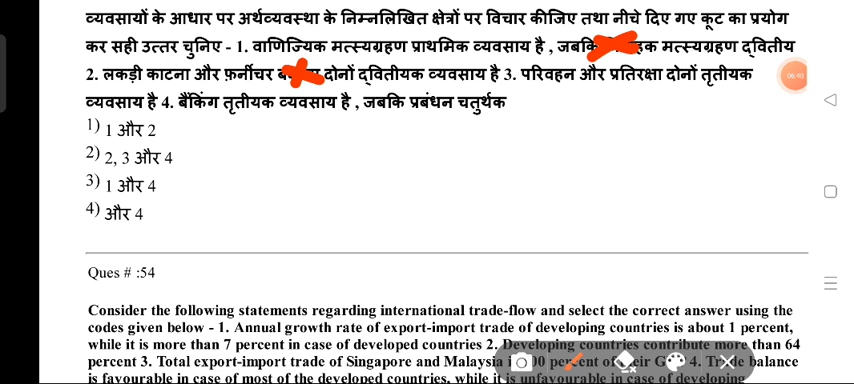 व्यवसायों के आधार पर अर्थव्यवस्था के निम्नलिखित क्षेत्रों पर विचार कीजिए तथा नीचे दिए गए कूट का प्रयोग
कर सही उत्तर चुनिए - 1. वाणिज्यिक मत्स्यग्रहण प्राथमिक व्यवसाय है , जबकि मत्स्यग्रहण द्वितीय
2. लकड़ी काटना और फ़र्नीचर दोनों द्वितीयक व्यवसाय है 3. परिवहन और प्रतिरक्षा दोनों तृतीयक
06:40
व्यवसाय है 4. बैंकिंग तृतीयक व्यवसाय है , जबकि प्रबंधन चतुर्थक
1) 1 और 2
2) 2, 3 और 4
3) 1 और 4
4) और 4
Ques # :54
Consider the following statements regarding international trade-flow and select the correct answer using the
codes given below - 1. Annual growth rate of export-import trade of developing countries is about 1 percent,
while it is more than 7 percent in case of developed countries 2. Developing countries contribute more than 64
percent 3. Total export-import trade of Singapore and Malaysia percent of their 4. Trade balance
is favourable in case of most of the developed countries, while it is unfavourable in case of developing